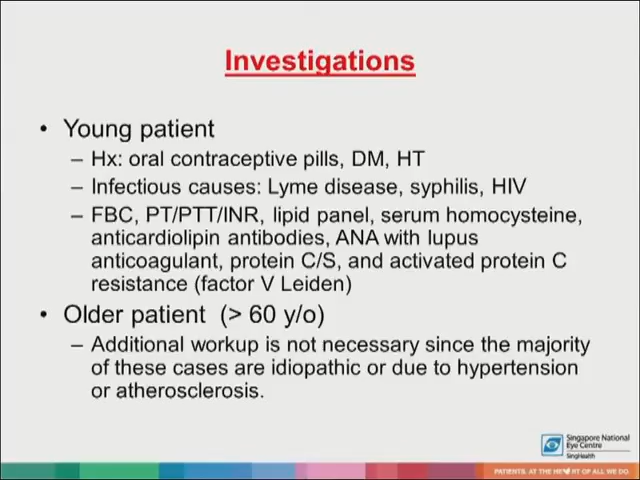 Investigations
• Young patient
– Hx: oral contraceptive pills, DM, HT
– Infectious causes: Lyme disease, syphilis, HIV
– FBC, PT/PTT/INR, lipid panel, serum homocysteine,
anticardiolipin antibodies, ANA with lupus
anticoagulant, protein C/S, and activated protein C
resistance (factor V Leiden)
• Older patient (> 60 y/o)
– Additional workup is not necessary since the majority
of these cases are idiopathic or due to hypertension
or atherosclerosis.
Singapore National
Eye Centre
SingHealth
PATIENTS. AT THE HE♥RT OF ALL WE DO.